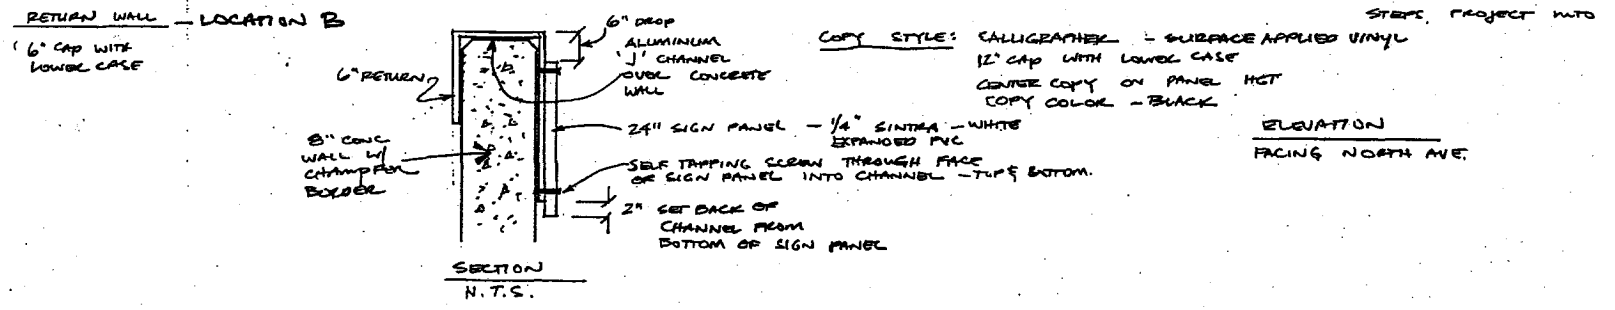 RETURN WALL - LOCATION B
6" CAP WITH
LOWER CASE
6" DROP
ALUMINUM
'J' CHANNEL
OVER CONCRETE
WALL
6" RETURN
8" CONC
WALL W/
CHAMPFER
BORDER
24" SIGN PANEL - 1/4" SINTRA - WHITE
EXPANDED PVC
SELF TAPPING SCREW THROUGH FACE
OF SIGN PANEL INTO CHANNEL - TOP & BOTTOM.
2" SET BACK OF
CHANNEL FROM
BOTTOM OF SIGN PANEL
SECTION
N.T.S.
COPY STYLE: CALLIGRAPHER - SURFACE APPLIED VINYL
12" CAP WITH LOWER CASE
CENTER COPY ON PANEL HGT
COPY COLOR - BLACK
STEPS, PROJECT INTO
ELEVATION
FACING NORTH AVE.